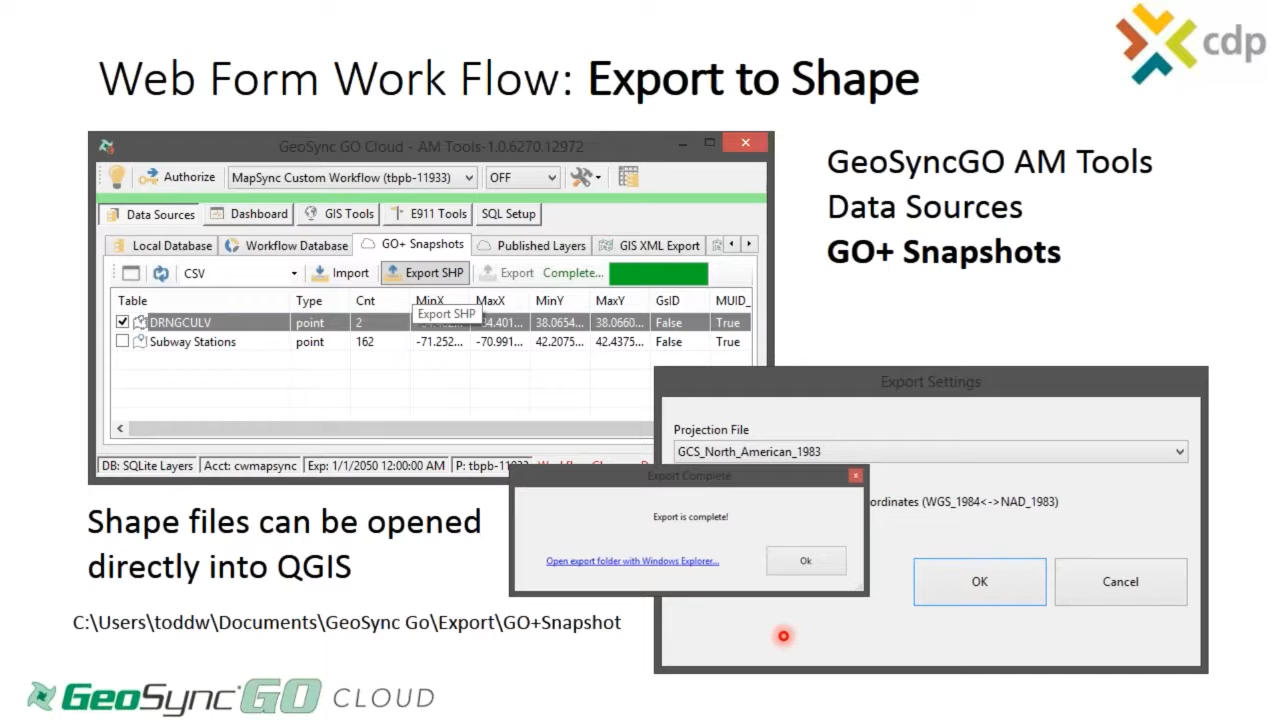 cdp
Web Form Work Flow: Export to Shape
GeoSync GO Cloud - AM Tools-1.0.6270.12972
Authorize MapSync Custom Workflow (tbpb-11933) OFF
Data Sources Dashboard GIS Tools E911 Tools SQL Setup
Local Database Workflow Database GO+ Snapshots Published Layers GIS XML Export
CSV Import Export SHP Export Complete...
Table Type Cnt MinX MaxX MinY MaxY GsID MUID_
Export SHP
DRNGCULV point 2 38.0654... 38.0660... False True
Subway Stations point 162 -71.252... -70.991... 42.2075... 42.4375... False True
DB: SQLite Layers Acct: cwmapsync Exp: 1/1/2050 12:00:00 AM P: tbpb-11933
GeoSyncGO AM Tools
Data Sources
GO+ Snapshots
Export Settings
Projection File
GCS_North_American_1983
ordinates (WGS_1984<->NAD_1983)
OK Cancel
Export Complete
Export is complete!
Open export folder with Windows Explorer... Ok
Shape files can be opened
directly into QGIS
C:\Users\toddw\Documents\GeoSync Go\Export\GO+Snapshot
GeoSync GO CLOUD